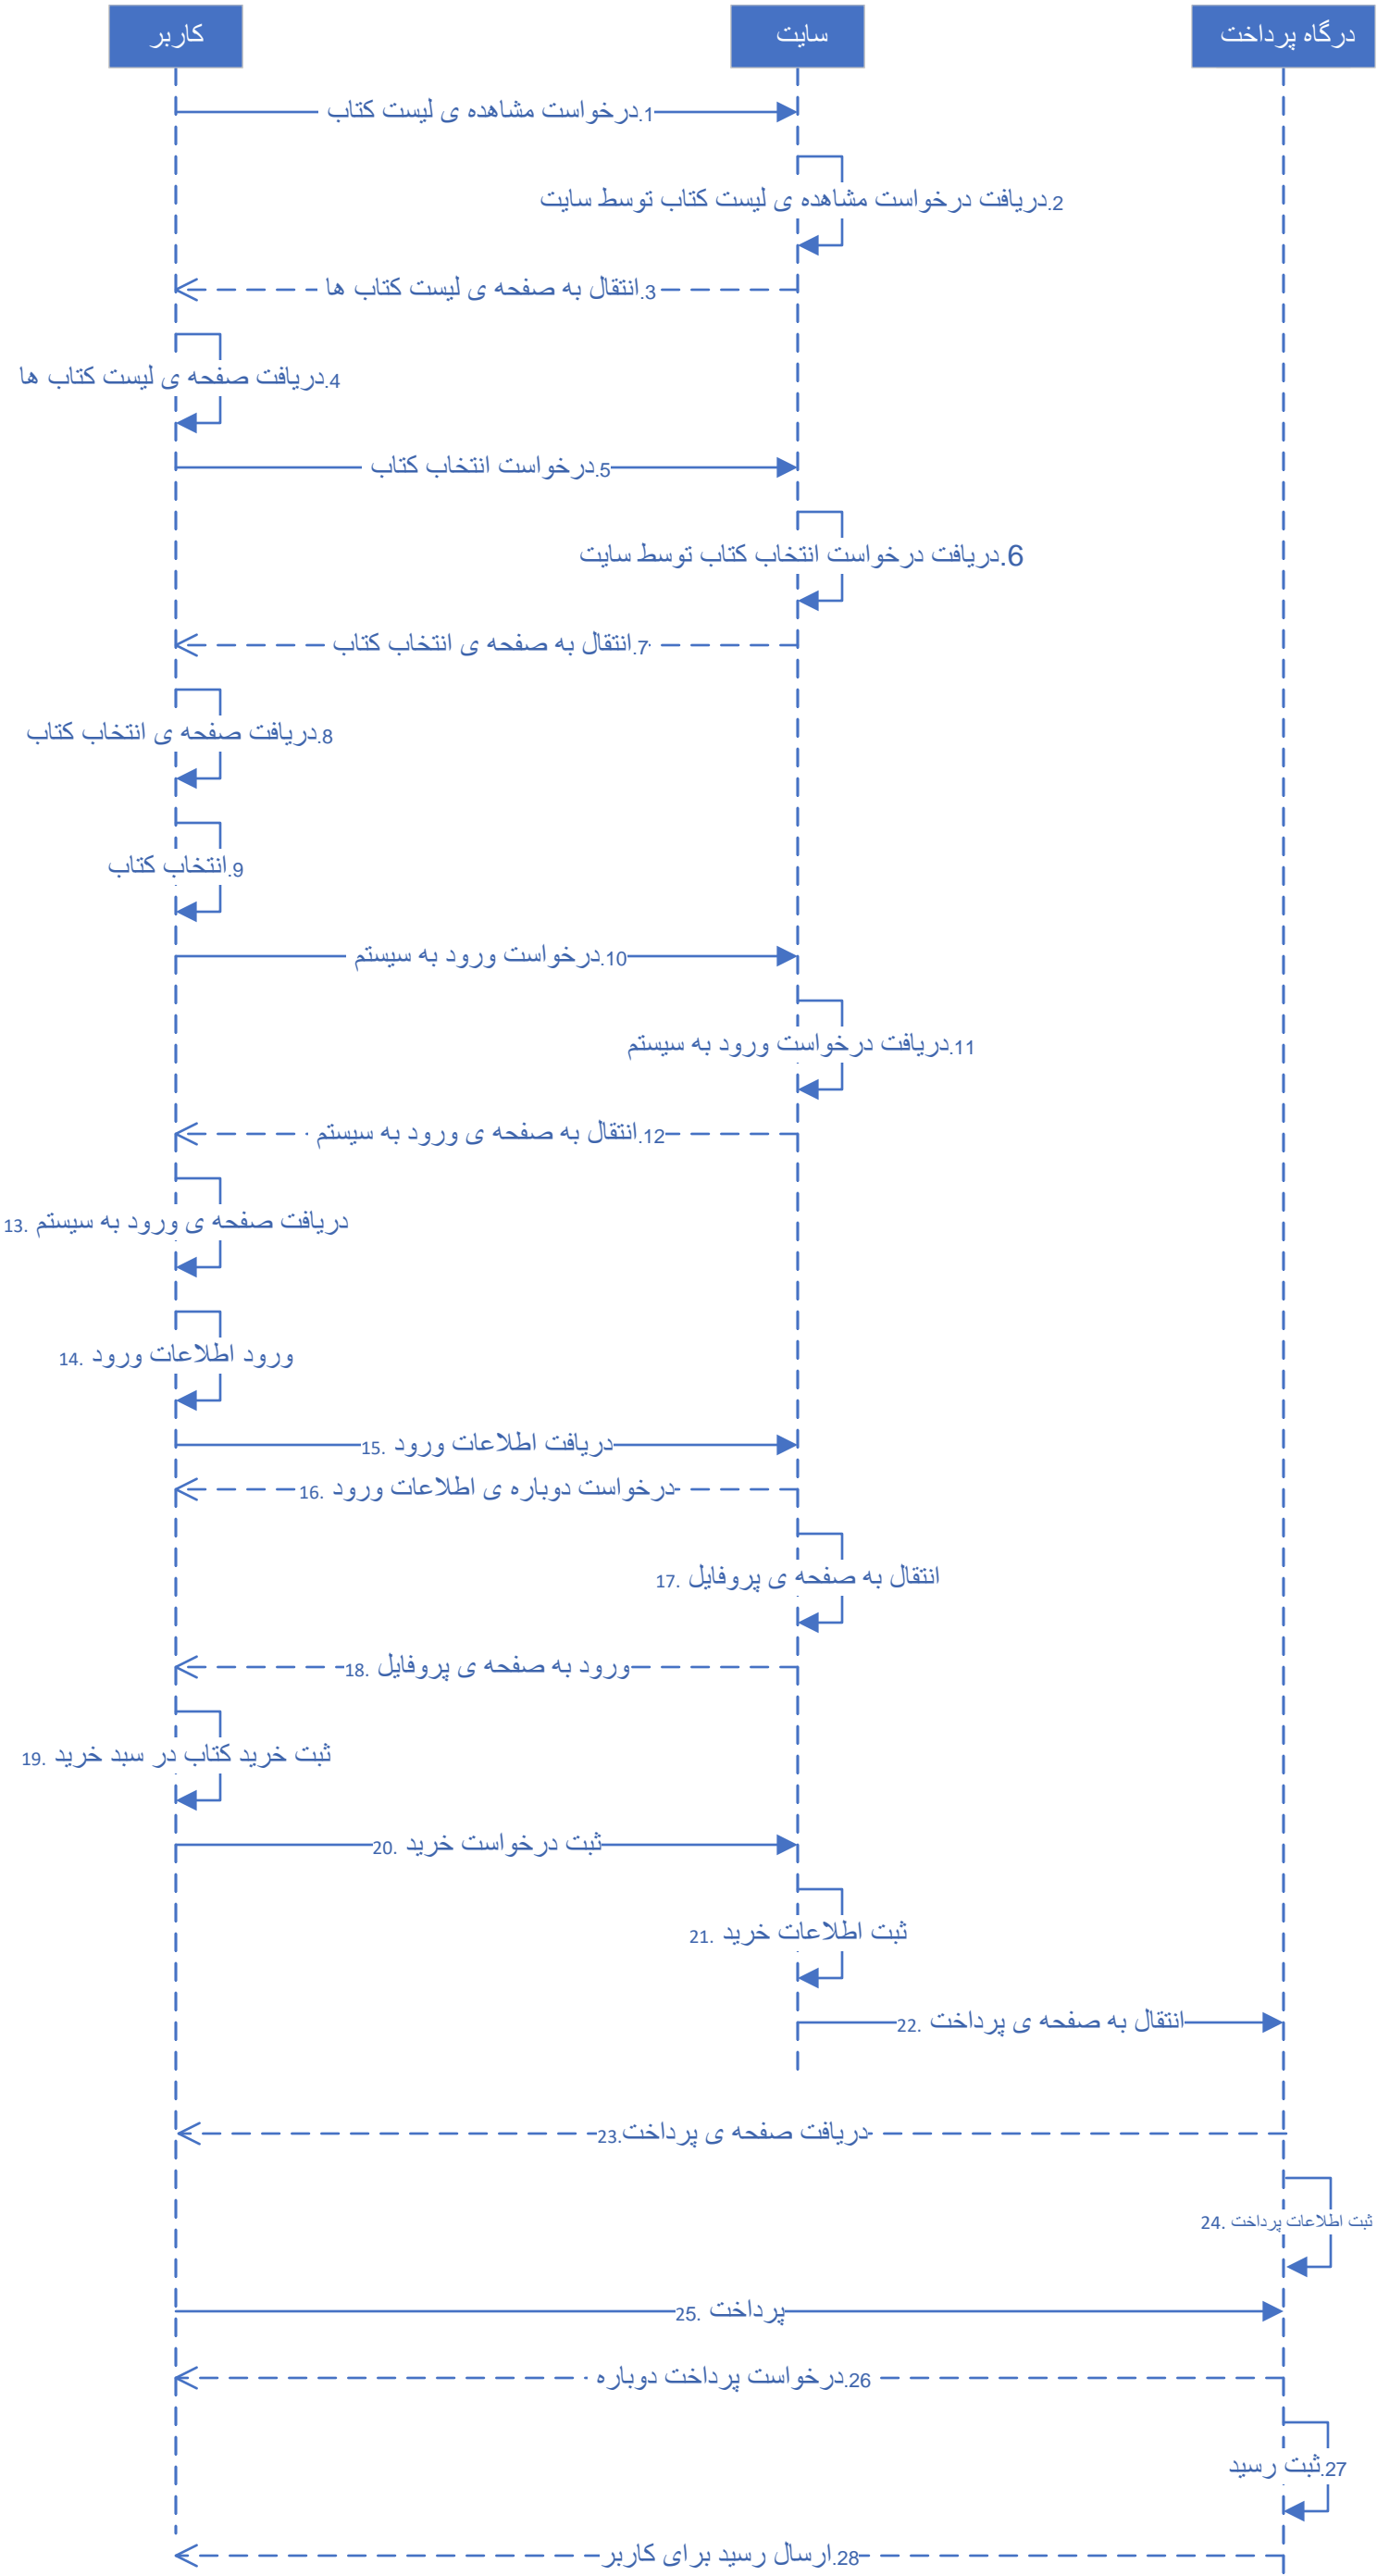 کاربر
سایت
درگاه پرداخت
1.درخواست مشاهده ی لیست کتاب
2.دریافت درخواست مشاهده ی لیست کتاب توسط سایت
3.انتقال به صفحه ی لیست کتاب ها
4.دریافت صفحه ی لیست کتاب ها
5.درخواست انتخاب کتاب
6.دریافت درخواست انتخاب کتاب توسط سایت
7.انتقال به صفحه ی انتخاب کتاب
8.دریافت صفحه ی انتخاب کتاب
9.انتخاب کتاب
10.درخواست ورود به سیستم
11.دریافت درخواست ورود به سیستم
12.انتقال به صفحه ی ورود به سیستم
13. دریافت صفحه ی ورود به سیستم
14. ورود اطلاعات ورود
15. دریافت اطلاعات ورود
16. درخواست دوباره ی اطلاعات ورود
17. انتقال به صفحه ی پروفایل
18. ورود به صفحه ی پروفایل
19. ثبت خرید کتاب در سبد خرید
20. ثبت درخواست خرید
21. ثبت اطلاعات خرید
22. انتقال به صفحه ی پرداخت
23.دریافت صفحه ی پرداخت
24. ثبت اطلاعات پرداخت
25. پرداخت
26.درخواست پرداخت دوباره
27.ثبت رسید
28.ارسال رسید برای کاربر